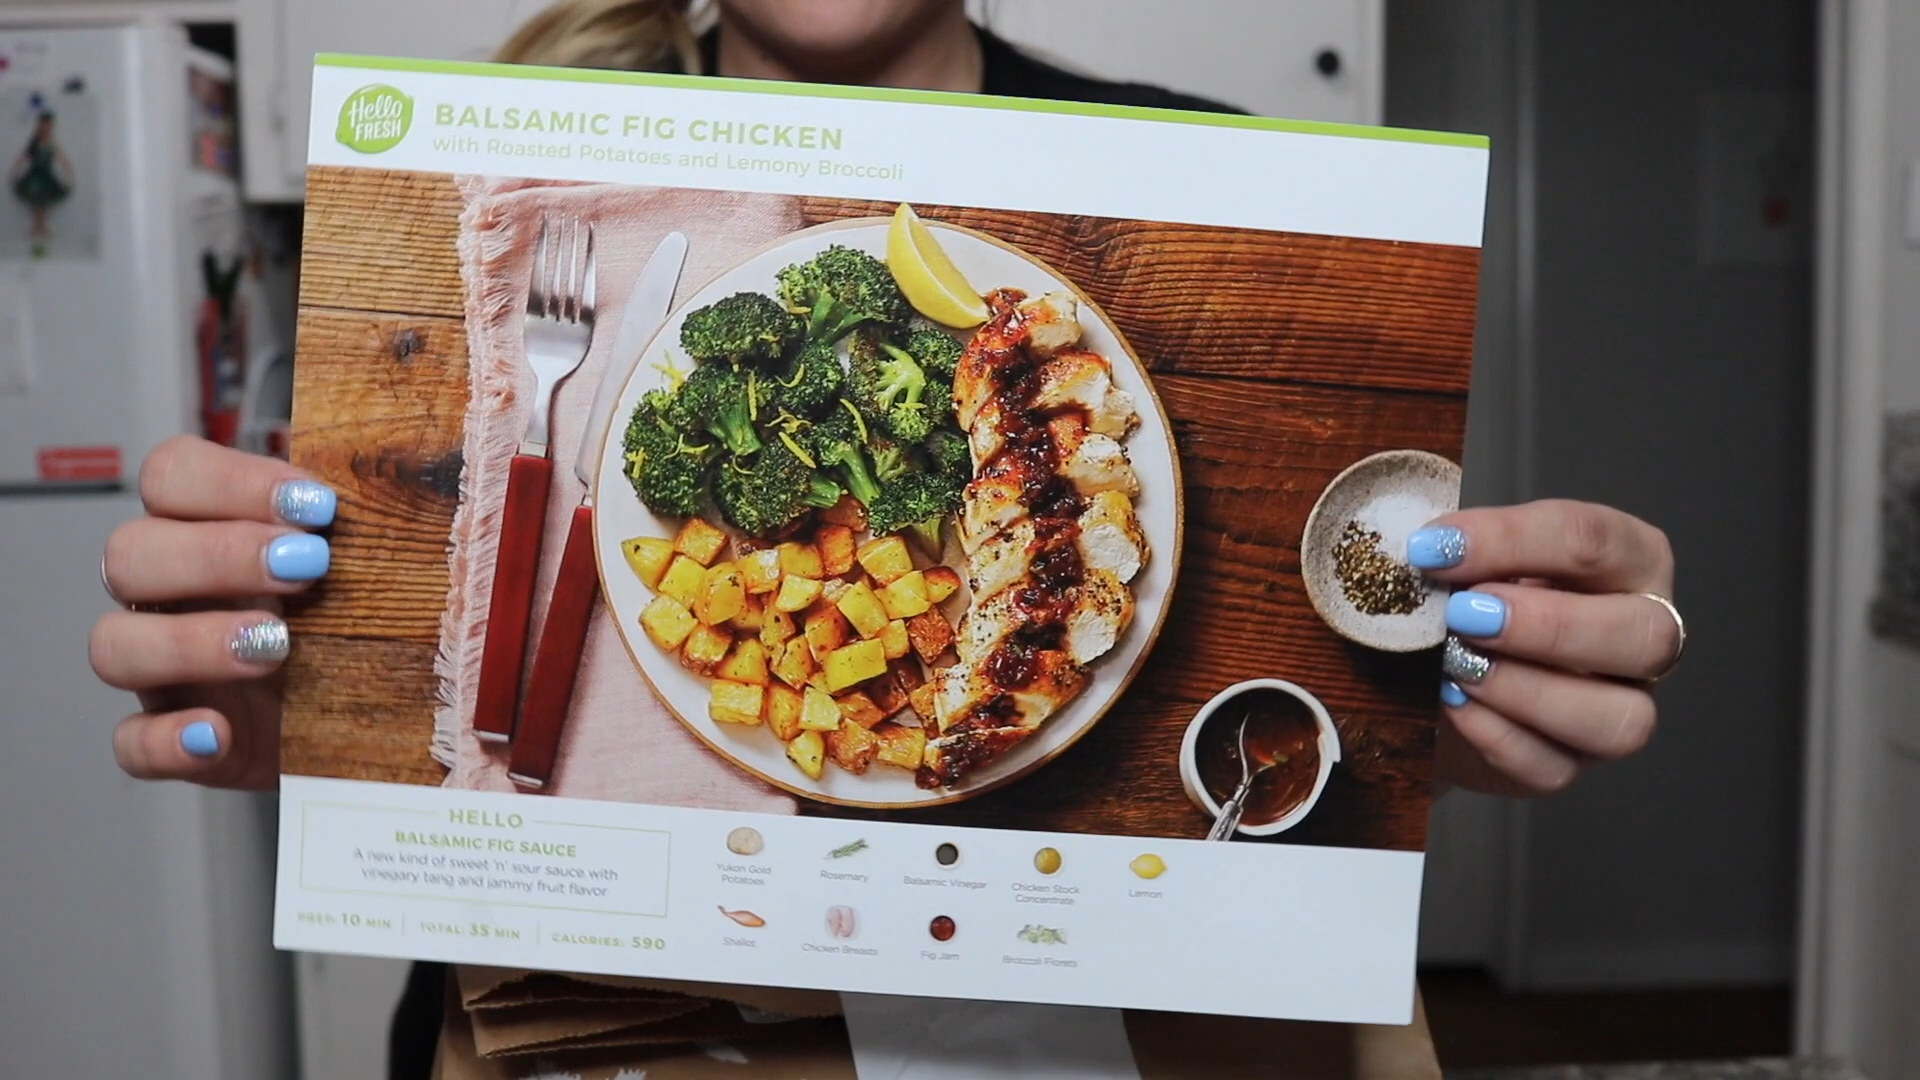 Hello
FRESH
BALSAMIC FIG CHICKEN
with Roasted Potatoes and Lemony Broccoli
HELLO
BALSAMIC FIG SAUCE
A new kind of sweet 'n' sour sauce with
vinegary tang and jammy fruit flavor
PREP: 10 MIN
TOTAL: 35 MIN
CALORIES: 590
Yukon Gold
Potatoes
Rosemary
Balsamic Vinegar
Chicken Stock
Concentrate
Lemon
Shallot
Chicken Breasts
Fig Jam
Broccoli Florets